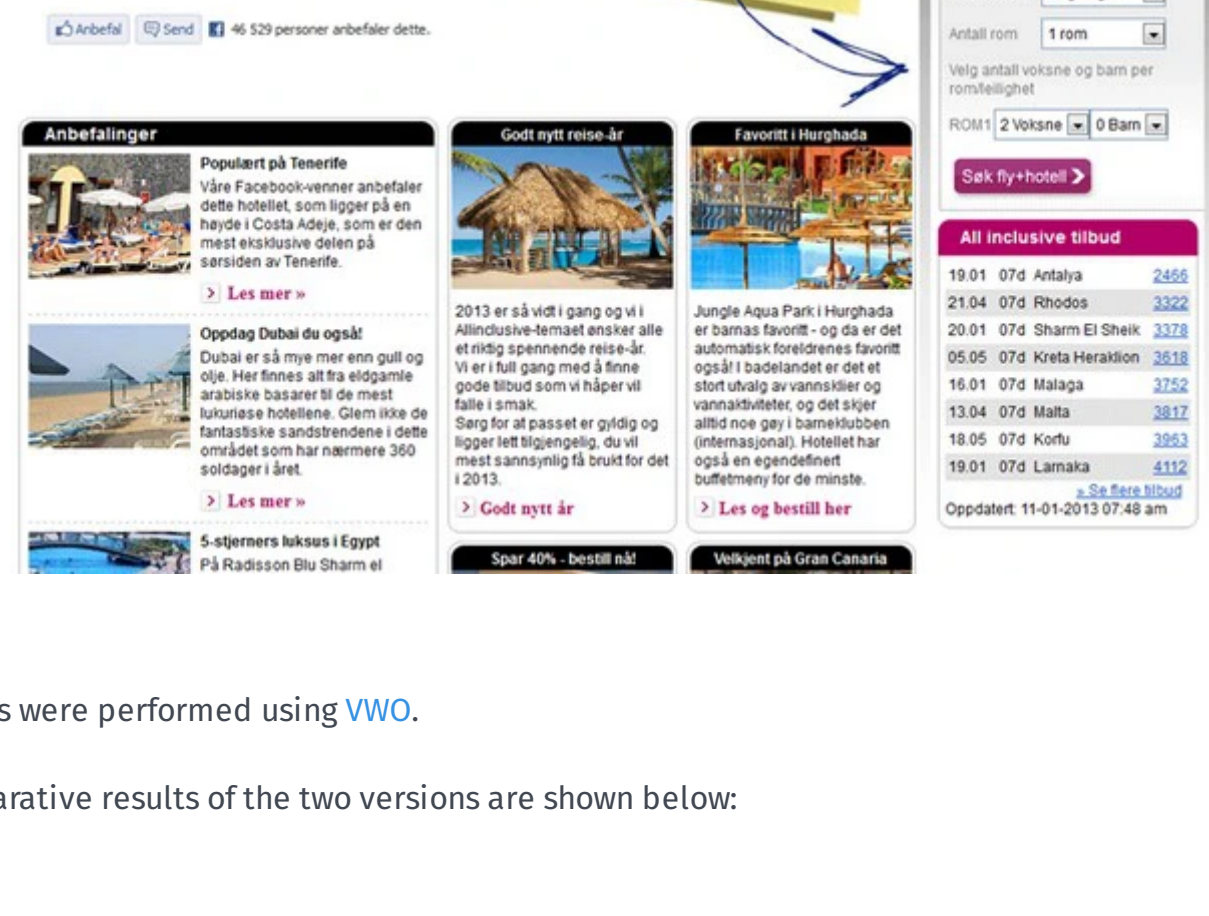 Anbefal Send 46 529 personer anbefaler dette.
Antall rom 1 rom
Velg antall voksne og barn per
rom/leilighet
ROM1 2 Voksne 0 Barn
Søk fly+hotell
Anbefalinger
Populært på Tenerife
Våre Facebook-venner anbefaler
dette hotellet, som ligger på en
høyde i Costa Adeje, som er den
mest eksklusive delen på
sørsiden av Tenerife.
Les mer »
Oppdag Dubai du også!
Dubai er så mye mer enn gull og
olje. Her finnes alt fra eldgamle
arabiske basarer til de mest
lukuriøse hotellene. Glem ikke de
fantastiske sandstrendene i dette
området som har nærmere 360
soldager i året.
Les mer »
5-stjerners luksus i Egypt
På Radisson Blu Sharm el
Godt nytt reise-år
2013 er så vidt i gang og vi i
Allinclusive-temaet ønsker alle
et riktig spennende reise-år.
Vi er i full gang med å finne
gode tilbud som vi håper vil
falle i smak.
Sørg for at passet er gyldig og
ligger lett tilgjengelig, du vil
mest sannsynlig få brukt for det
i 2013.
Godt nytt år
Spar 40% - bestill nå!
Favoritt i Hurghada
Jungle Aqua Park i Hurghada
er barnas favoritt - og da er det
automatisk foreldrenes favoritt
også! I badelandet er det et
stort utvalg av vannsklier og
vannaktiviteter, og det skjer
alltid noe gøy i barneklubben
(internasjonal). Hotellet har
også en egendefinert
buffetmeny for de minste.
Les og bestill her
Velkjent på Gran Canaria
All inclusive tilbud
19.01 07d Antalya 2466
21.04 07d Rhodos 3322
20.01 07d Sharm El Sheik 3378
05.05 07d Kreta Heraklion 3618
16.01 07d Malaga 3752
13.04 07d Malta 3817
18.05 07d Korfu 3963
19.01 07d Larnaka 4112
» Se flere tilbud
Oppdatert: 11-01-2013 07:48 am
s were performed using VWO.
arative results of the two versions are shown below: